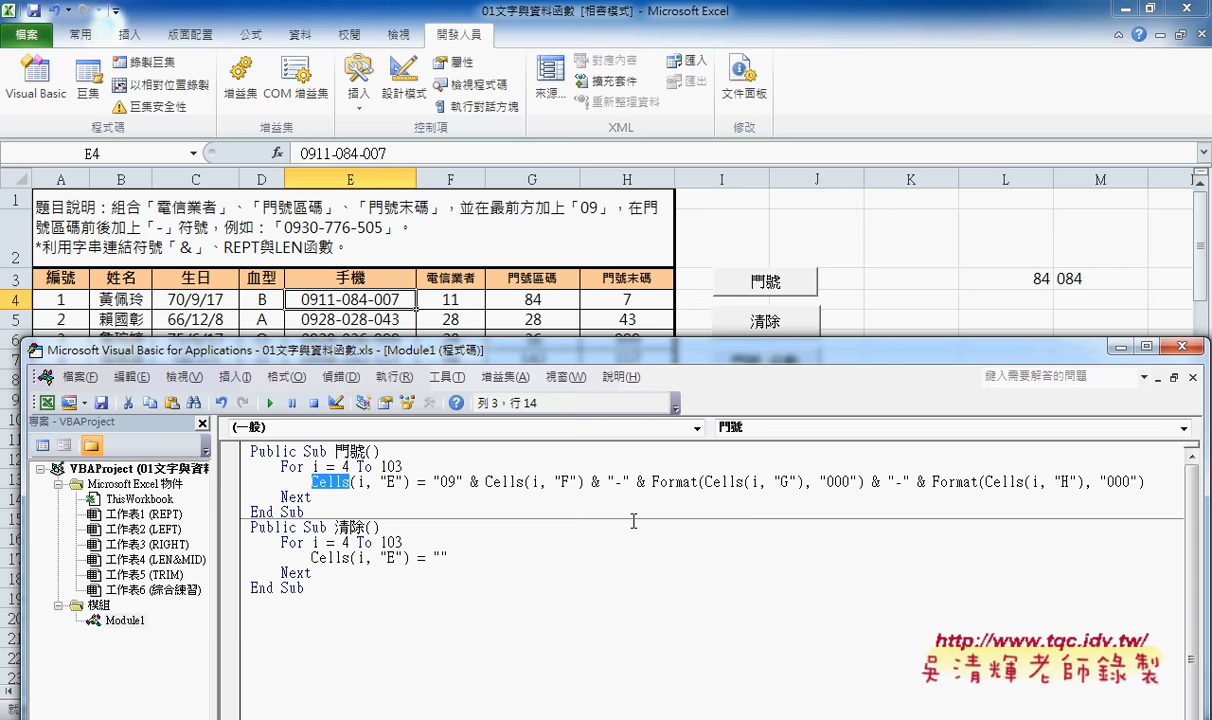 01文字與資料函數 [相容模式] - Microsoft Excel
檔案 常用 插入 版面配置 公式 資料 校閱 檢視 開發人員
Visual Basic 巨集 錄製巨集 以相對位置錄製 巨集安全性 增益集 COM 增益集 插入 設計模式 屬性 檢視程式碼 執行對話方塊 來源... 對應內容 擴充套件 重新整理資料 匯入 匯出 文件面板
程式碼 增益集 控制項 XML 修改
E4 fx 0911-084-007
A B C D E F G H I J K L M
1 題目說明：組合「電信業者」、「門號區碼」、「門號末碼」，並在最前方加上「09」，在門
號區碼前後加上「-」符號，例如：「0930-776-505」。
2 *利用字串連結符號「&」、REPT與LEN函數。
3 編號 姓名 生日 血型 手機 電信業者 門號區碼 門號末碼 門號 84 084
4 1 黃佩玲 70/9/17 B 0911-084-007 11 84 7
5 2 賴國彰 66/12/8 A 0928-028-043 28 28 43 清除
Microsoft Visual Basic for Applications - 01文字與資料函數.xls - [Module1 (程式碼)]
檔案(F) 編輯(E) 檢視(V) 插入(I) 格式(O) 偵錯(D) 執行(R) 工具(T) 增益集(A) 視窗(W) 說明(H) 鍵入需要解答的問題
列 3，行 14
專案 - VBAProject
(一般) 門號
VBAProject (01文字與資料
Microsoft Excel 物件
ThisWorkbook
工作表1 (REPT)
工作表2 (LEFT)
工作表3 (RIGHT)
工作表4 (LEN&MID)
工作表5 (TRIM)
工作表6 (綜合練習)
模組
Module1
Public Sub 門號()
For i = 4 To 103
Cells(i, "E") = "09" & Cells(i, "F") & "-" & Format(Cells(i, "G"), "000") & "-" & Format(Cells(i, "H"), "000")
Next
End Sub
Public Sub 清除()
For i = 4 To 103
Cells(i, "E") = ""
Next
End Sub
http://www.tqc.idv.tw/
吳清輝老師錄製